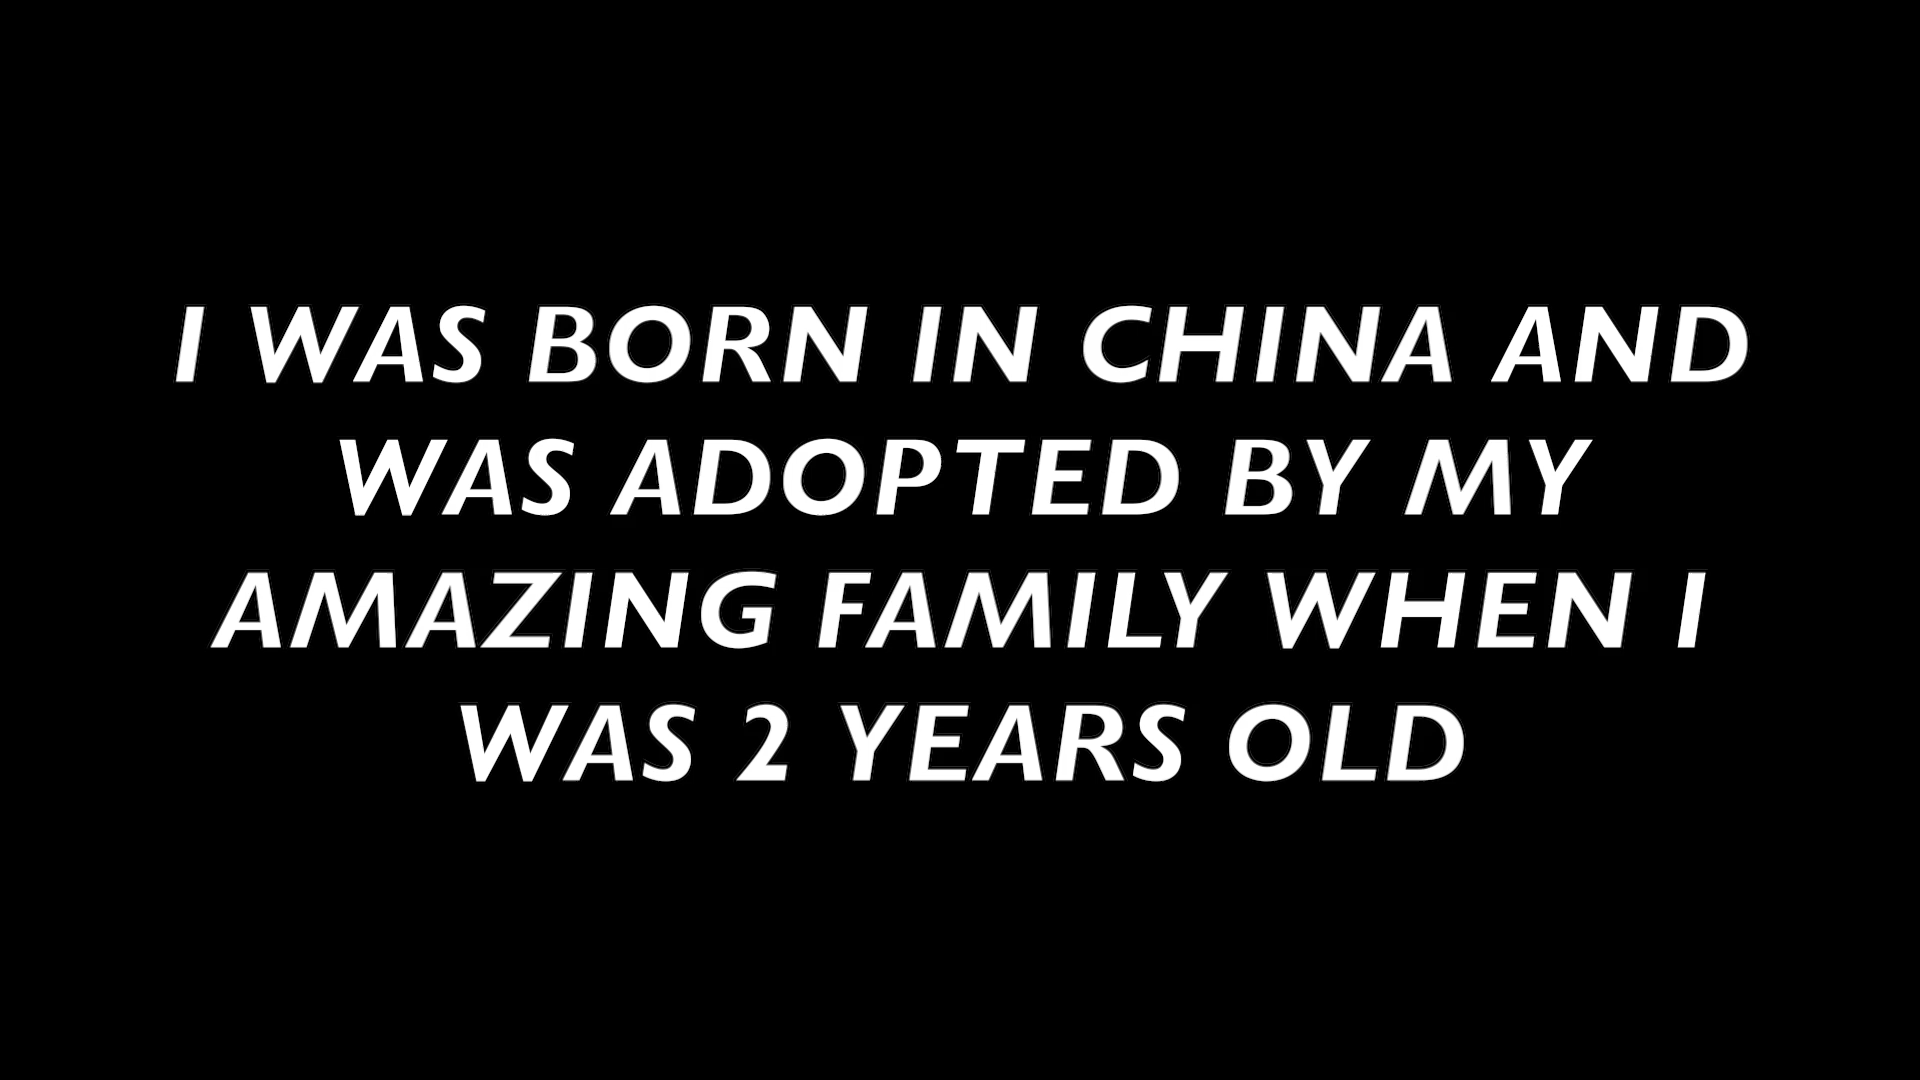 I WAS BORN IN CHINA AND
WAS ADOPTED BY MY
AMAZING FAMILY WHEN I
WAS 2 YEARS OLD